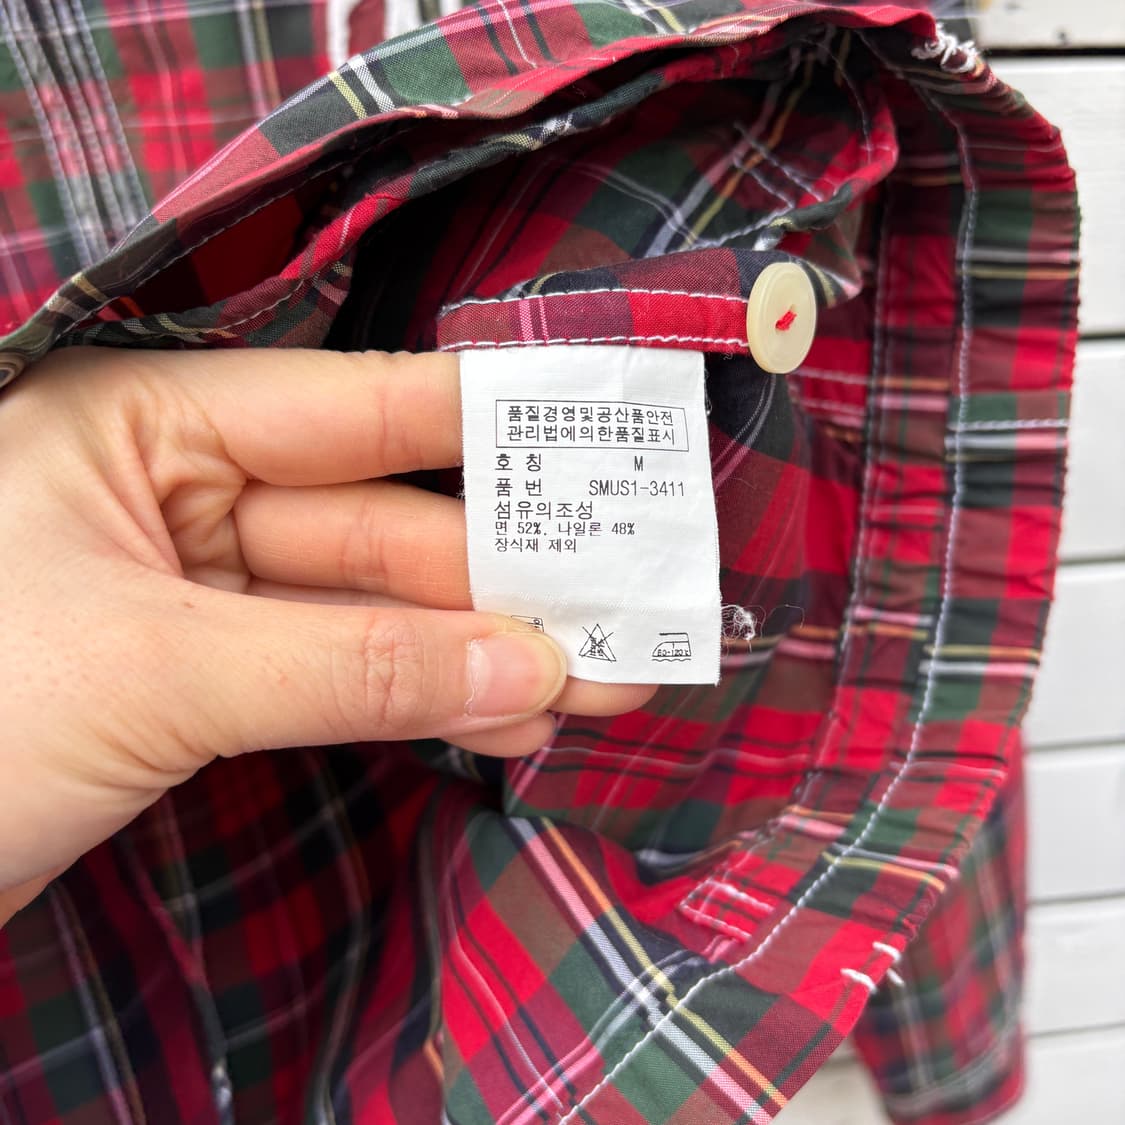 품질경영및공산품안전
관리법에의한품질표시
호 칭 M
품 번 SMUS1-3411
섬유의조성
면 52%, 나일론 48%
장식재 제외
80-120℃